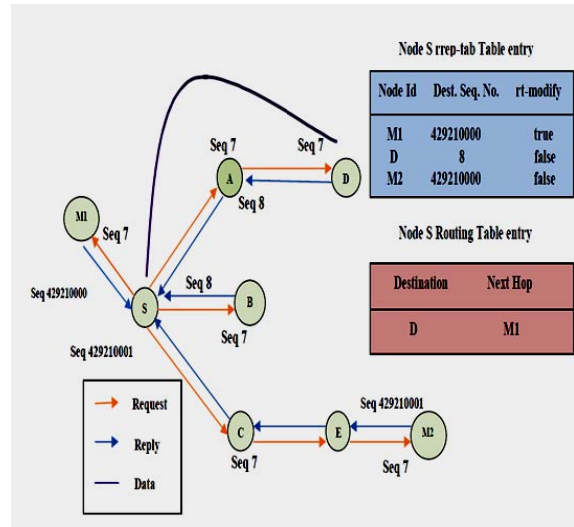 Node S rrep-tab Table entry
Node Id Dest. Seq. No. rt-modify
M1 429210000 true
D 8 false
M2 429210000 false
Node S Routing Table entry
Destination Next Hop
D M1
Seq 7
Seq 7
A
D
Seq 8
M1
Seq 7
Seq 429210000
Seq 8
S
B
Seq 7
Seq 429210001
Seq 429210001
C
E
M2
Seq 7
Seq 7
Request
Reply
Data